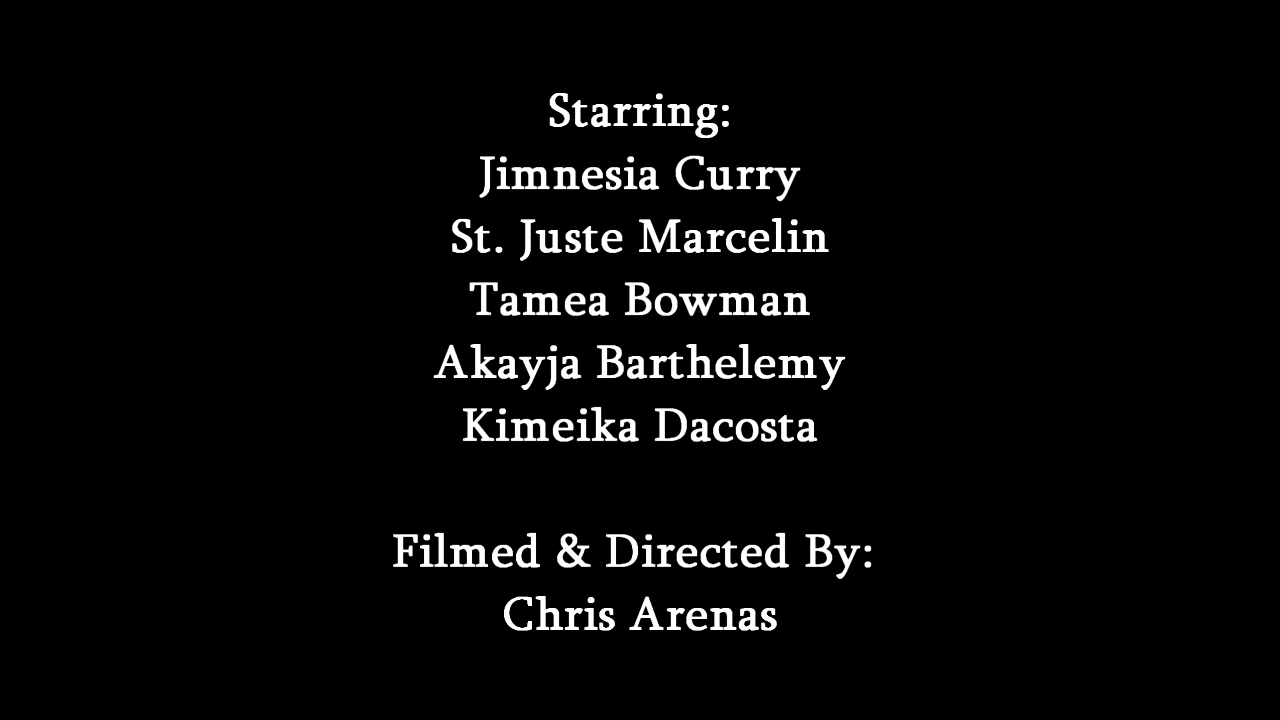 Starring:
Jimnesia Curry
St. Juste Marcelin
Tamea Bowman
Akayja Barthelemy
Kimeika Dacosta
Filmed & Directed By:
Chris Arenas